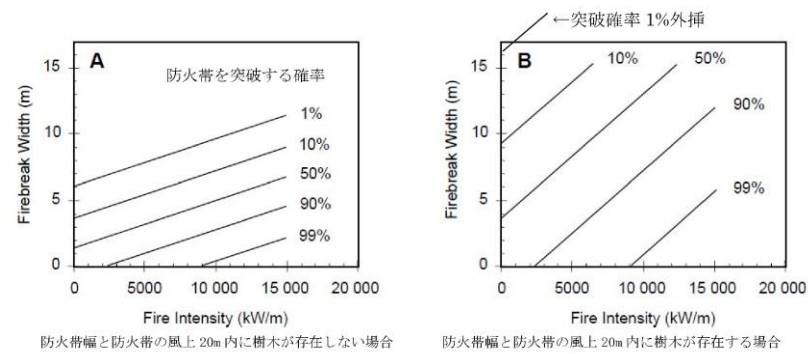 ←突破確率 1%外挿
A
防火帯を突破する確率
1%
10%
50%
90%
99%
15
10
5
0
Firebreak Width (m)
0 5000 10 000 15 000 20 000
Fire Intensity (kW/m)
防火帯幅と防火帯の風上 20m 内に樹木が存在しない場合
B
10%
50%
90%
99%
15
10
5
0
Firebreak Width (m)
0 5000 10 000 15 000 20 000
Fire Intensity (kW/m)
防火帯幅と防火帯の風上 20m 内に樹木が存在する場合